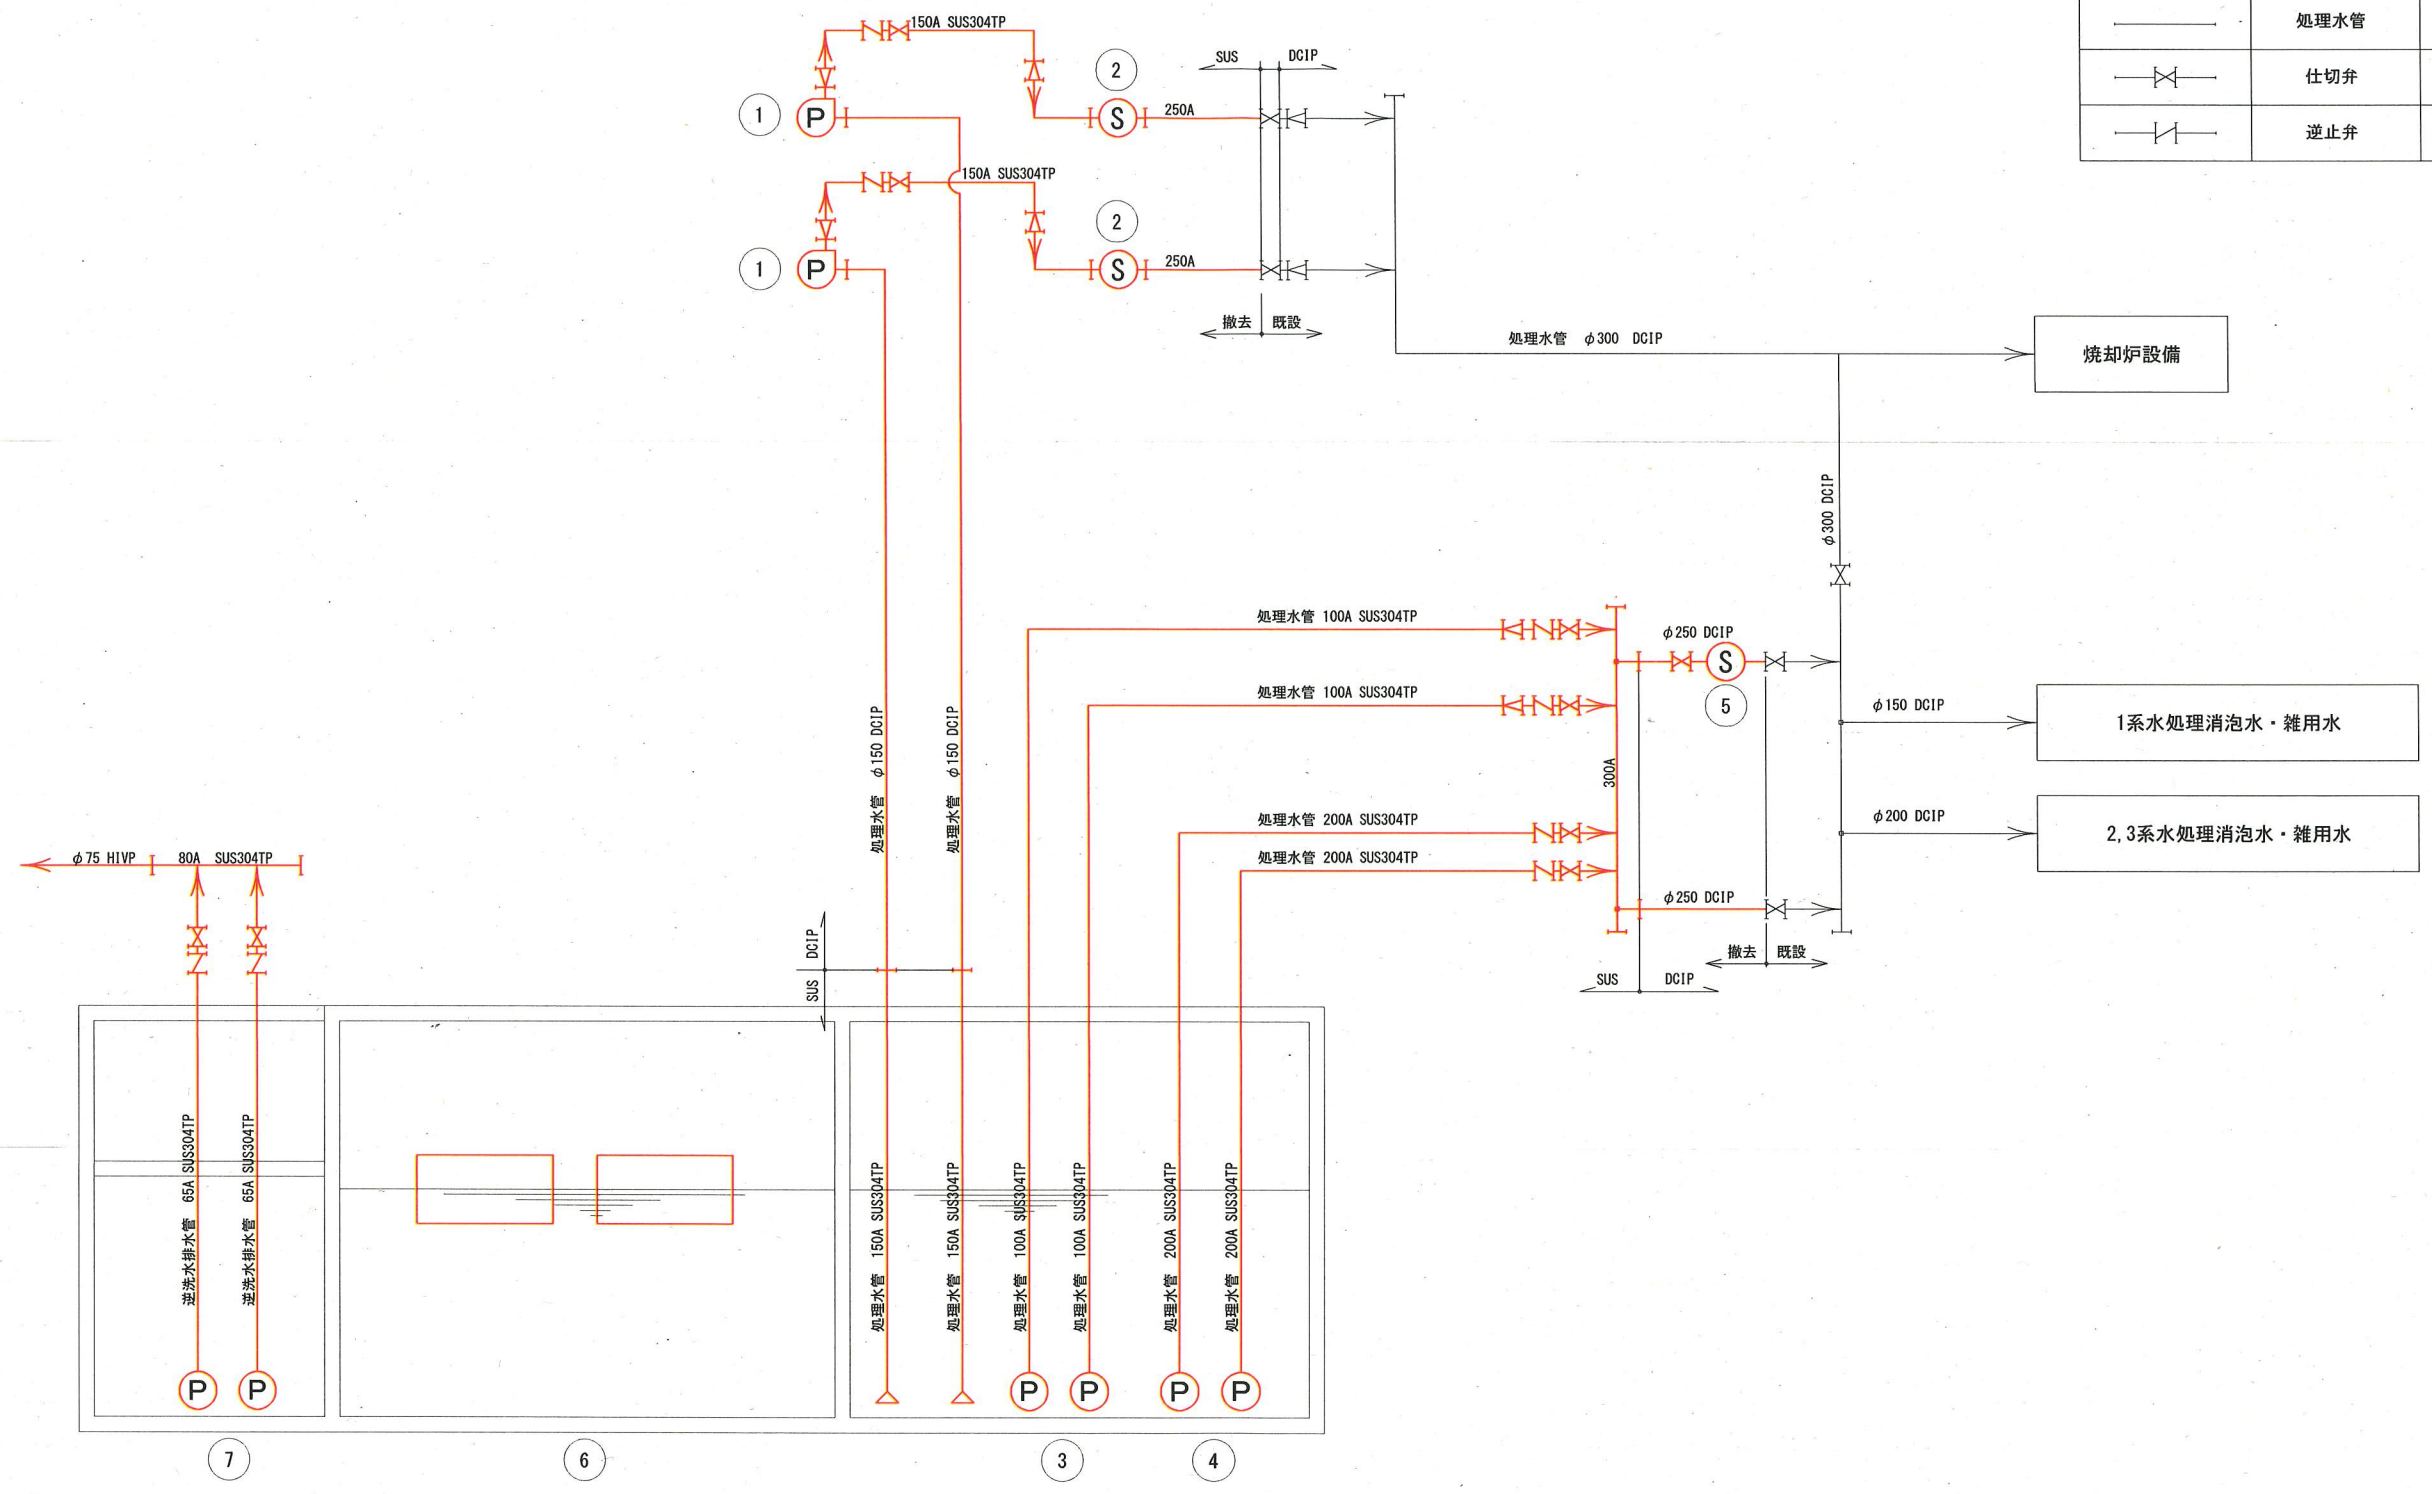 処理水管
仕切弁
逆止弁
150A SUS304TP
SUS
DCIP
1
P
2
S
250A
150A SUS304TP
1
P
2
S
250A
撤去
既設
処理水管 φ300 DCIP
焼却炉設備
φ300 DCIP
処理水管 100A SUS304TP
φ250 DCIP
S
5
処理水管 100A SUS304TP
300A
φ150 DCIP
1系水処理消泡水・雑用水
処理水管 200A SUS304TP
φ200 DCIP
2,3系水処理消泡水・雑用水
処理水管 200A SUS304TP
φ250 DCIP
撤去
既設
SUS
DCIP
処理水管 φ150 DCIP
処理水管 φ150 DCIP
φ75 HIVP
80A SUS304TP
DCIP
SUS
逆洗水排水管 65A SUS304TP
逆洗水排水管 65A SUS304TP
処理水管 150A SUS304TP
処理水管 150A SUS304TP
処理水管 100A SUS304TP
処理水管 100A SUS304TP
処理水管 200A SUS304TP
処理水管 200A SUS304TP
P
P
P
P
P
P
7
6
3
4